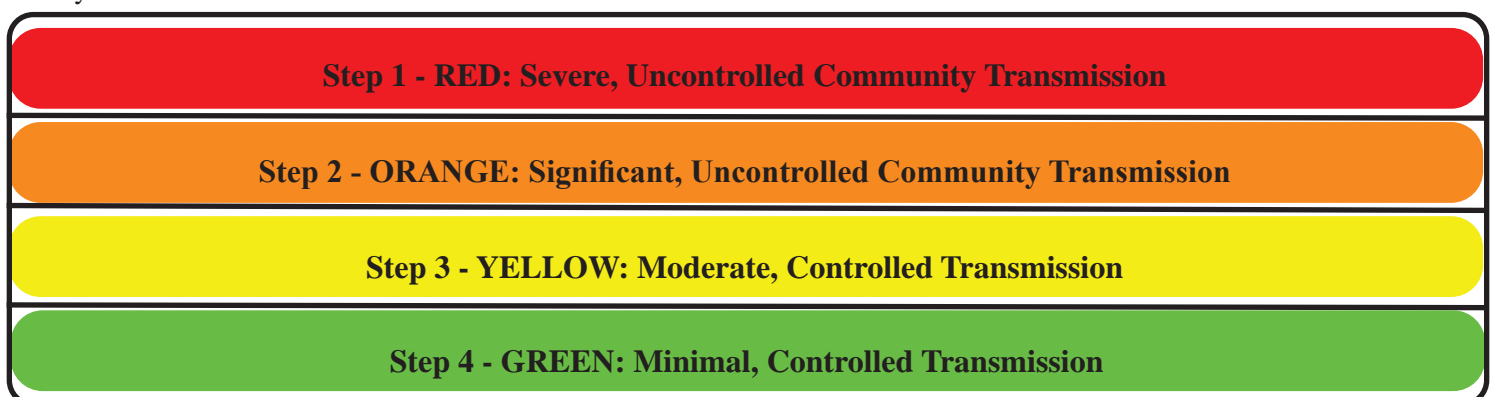 Step 1 - RED: Severe, Uncontrolled Community Transmission
Step 2 - ORANGE: Significant, Uncontrolled Community Transmission
Step 3 - YELLOW: Moderate, Controlled Transmission
Step 4 - GREEN: Minimal, Controlled Transmission